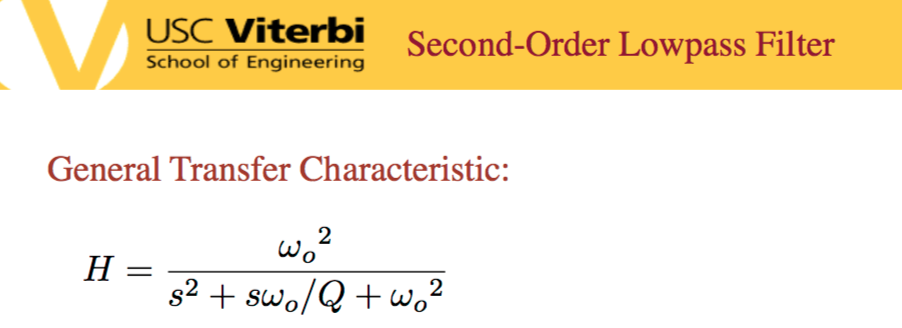 USC Viterbi
School of Engineering
Second-Order Lowpass Filter
General Transfer Characteristic:
H = ωₒ² / (s² + sωₒ/Q + ωₒ²)